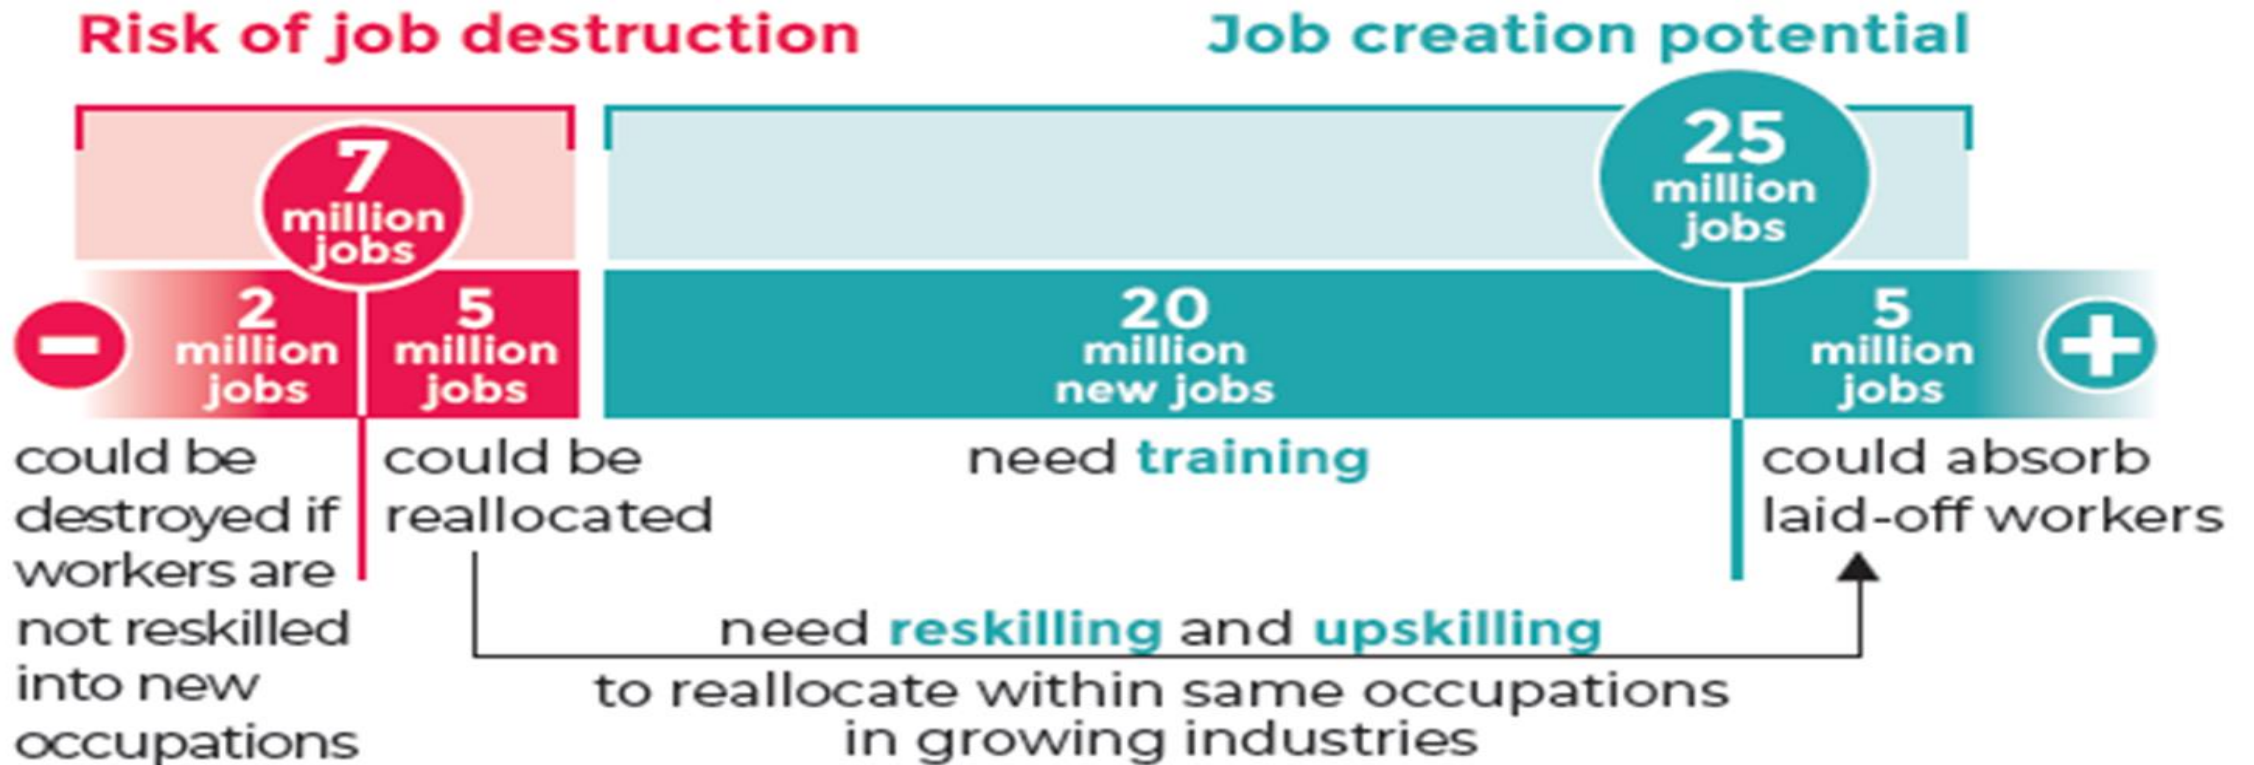 Risk of job destruction
Job creation potential
7
million
jobs
25
million
jobs
2
million
jobs
5
million
jobs
20
million
new jobs
5
million
jobs
could be
destroyed if
workers are
not reskilled
into new
occupations
could be
reallocated
need training
could absorb
laid-off workers
need reskilling and upskilling
to reallocate within same occupations
in growing industries